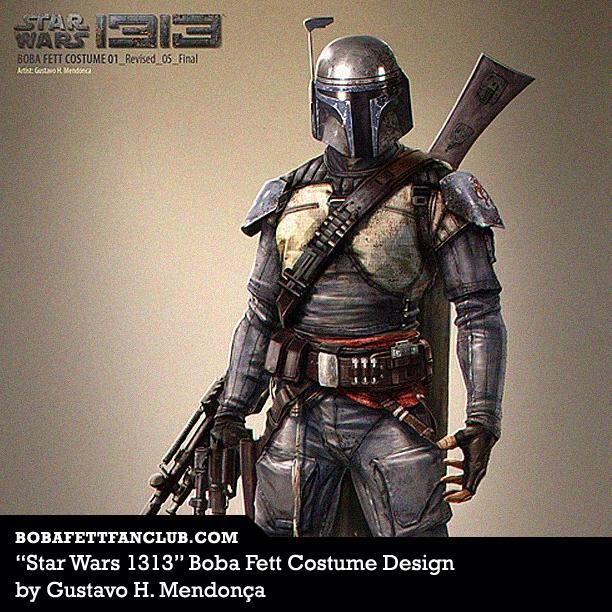 STAR WARS 1313
BOBA FETT COSTUME 01_Revised_05_Final
Artist: Gustavo H. Mendonca
BOBAFETTFANCLUB.COM
“Star Wars 1313” Boba Fett Costume Design
by Gustavo H. Mendonça